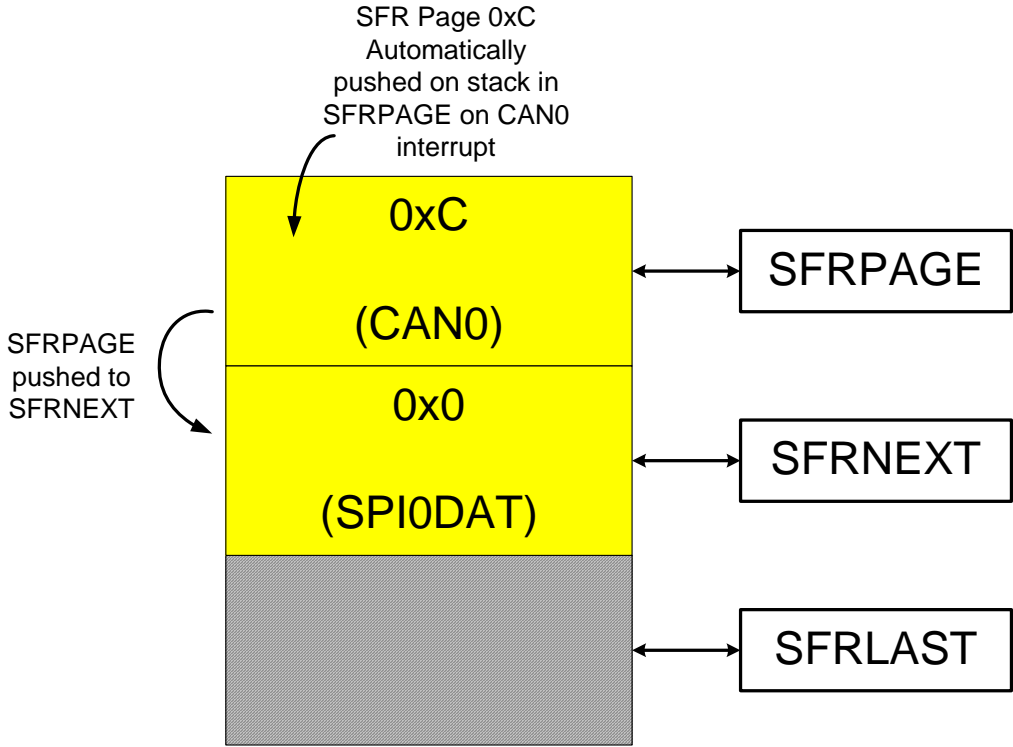 SFR Page 0xC
Automatically
pushed on stack in
SFRPAGE on CAN0
interrupt
0xC
(CAN0)
SFRPAGE
SFRPAGE
pushed to
SFRNEXT
0x0
(SPI0DAT)
SFRNEXT
SFRLAST